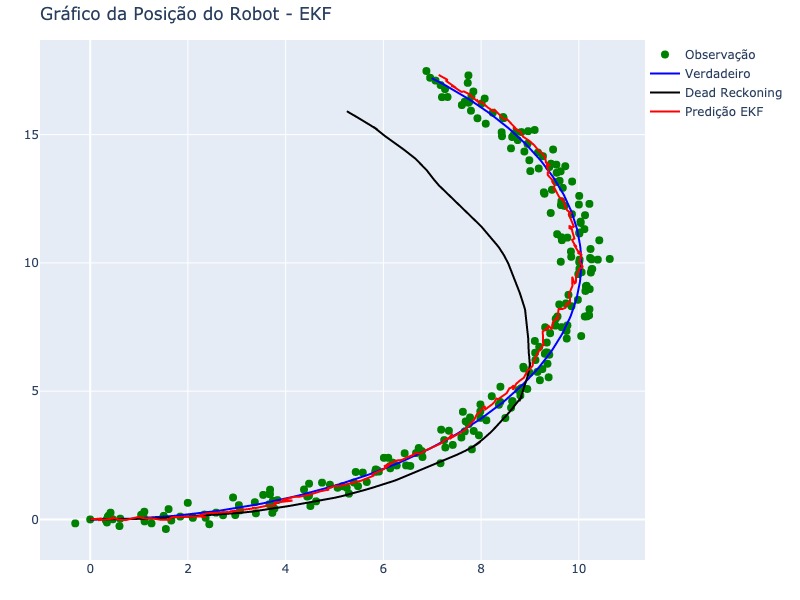 Gráfico da Posição do Robot - EKF
Observação
Verdadeiro
Dead Reckoning
Predição EKF
15
10
5
0
0 2 4 6 8 10